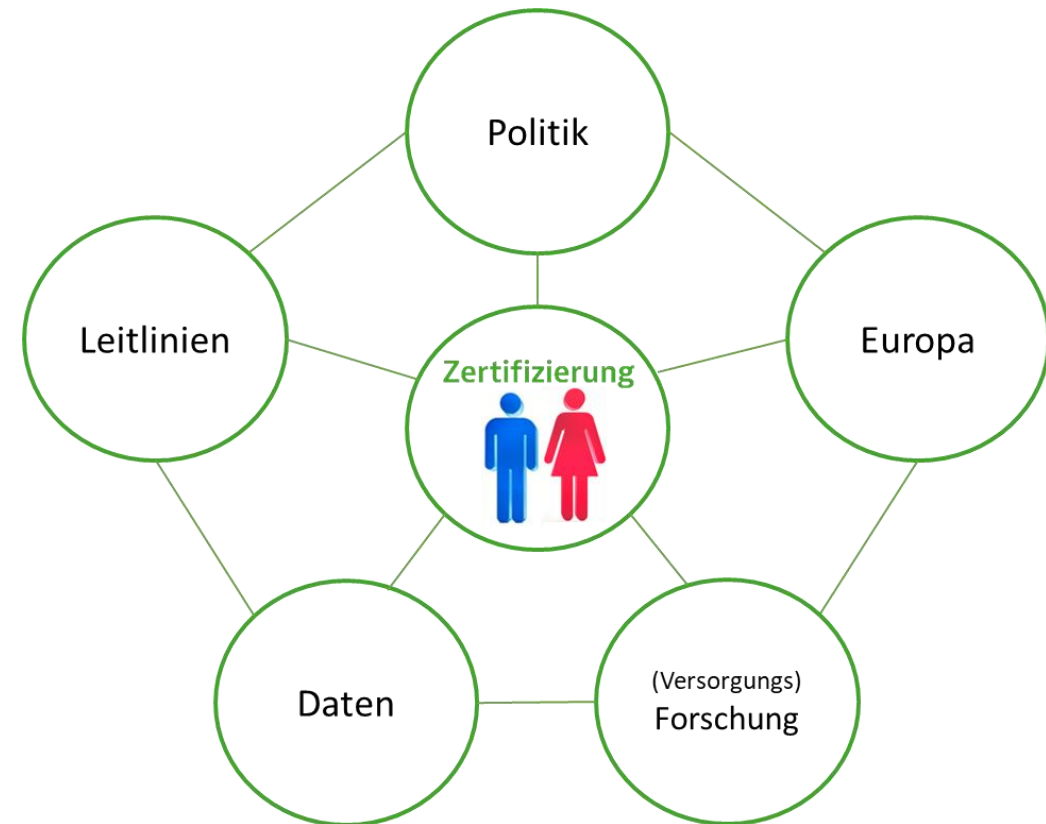 Politik
Leitlinien
Europa
Zertifizierung
Daten
(Versorgungs)
Forschung